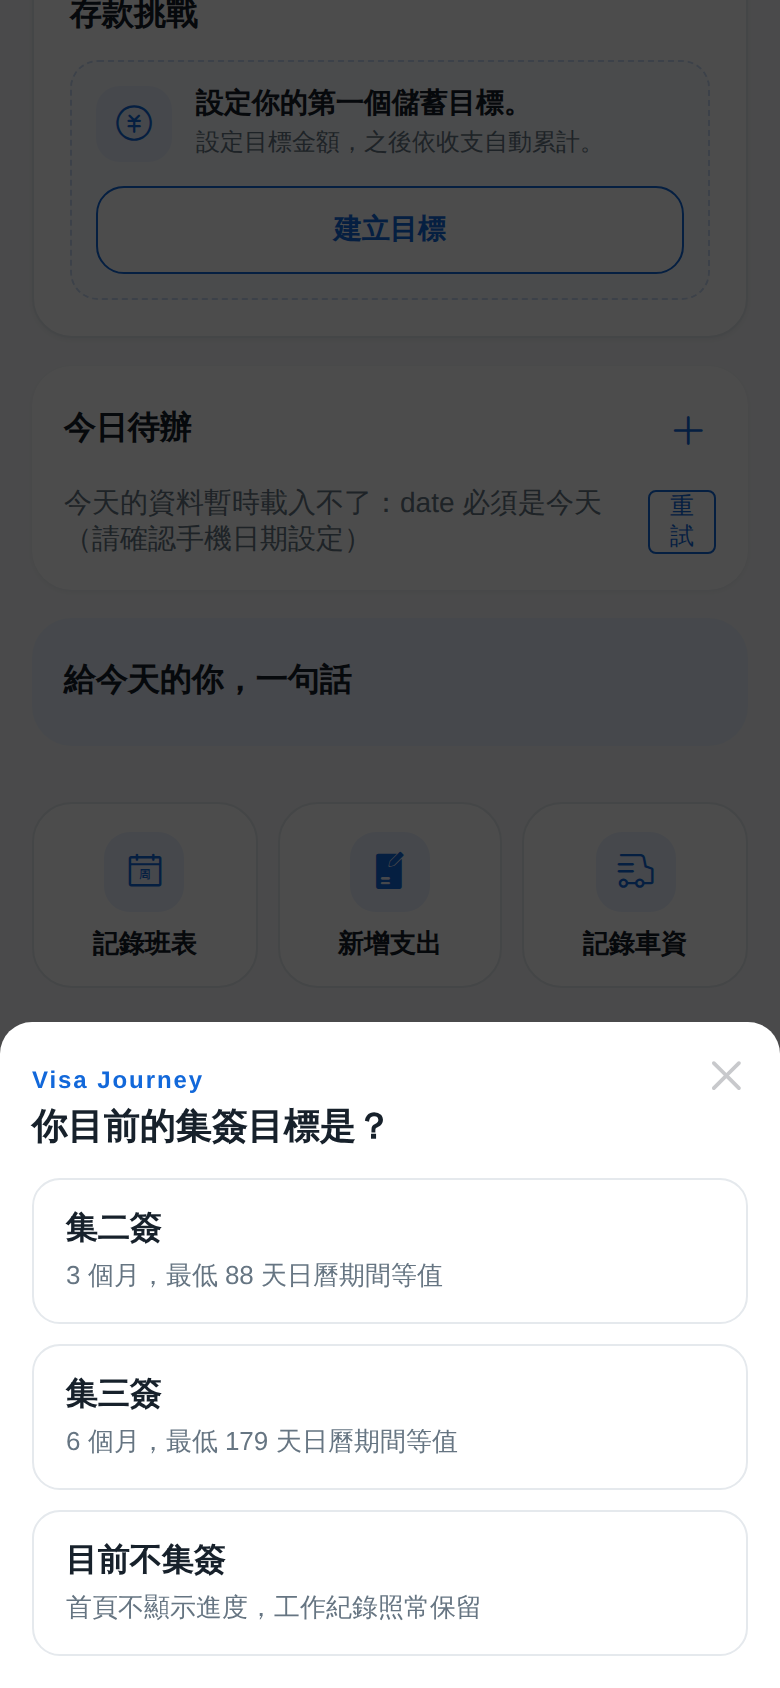 存款挑戰
設定你的第一個儲蓄目標。
設定目標金額，之後依收支自動累計。
建立目標
今日待辦
今天的資料暫時載入不了：date 必須是今天
（請確認手機日期設定）
重
試
給今天的你，一句話
周
記錄班表
新增支出
記錄車資
Visa Journey
你目前的集簽目標是？
集二簽
3 個月，最低 88 天日曆期間等值
集三簽
6 個月，最低 179 天日曆期間等值
目前不集簽
首頁不顯示進度，工作紀錄照常保留